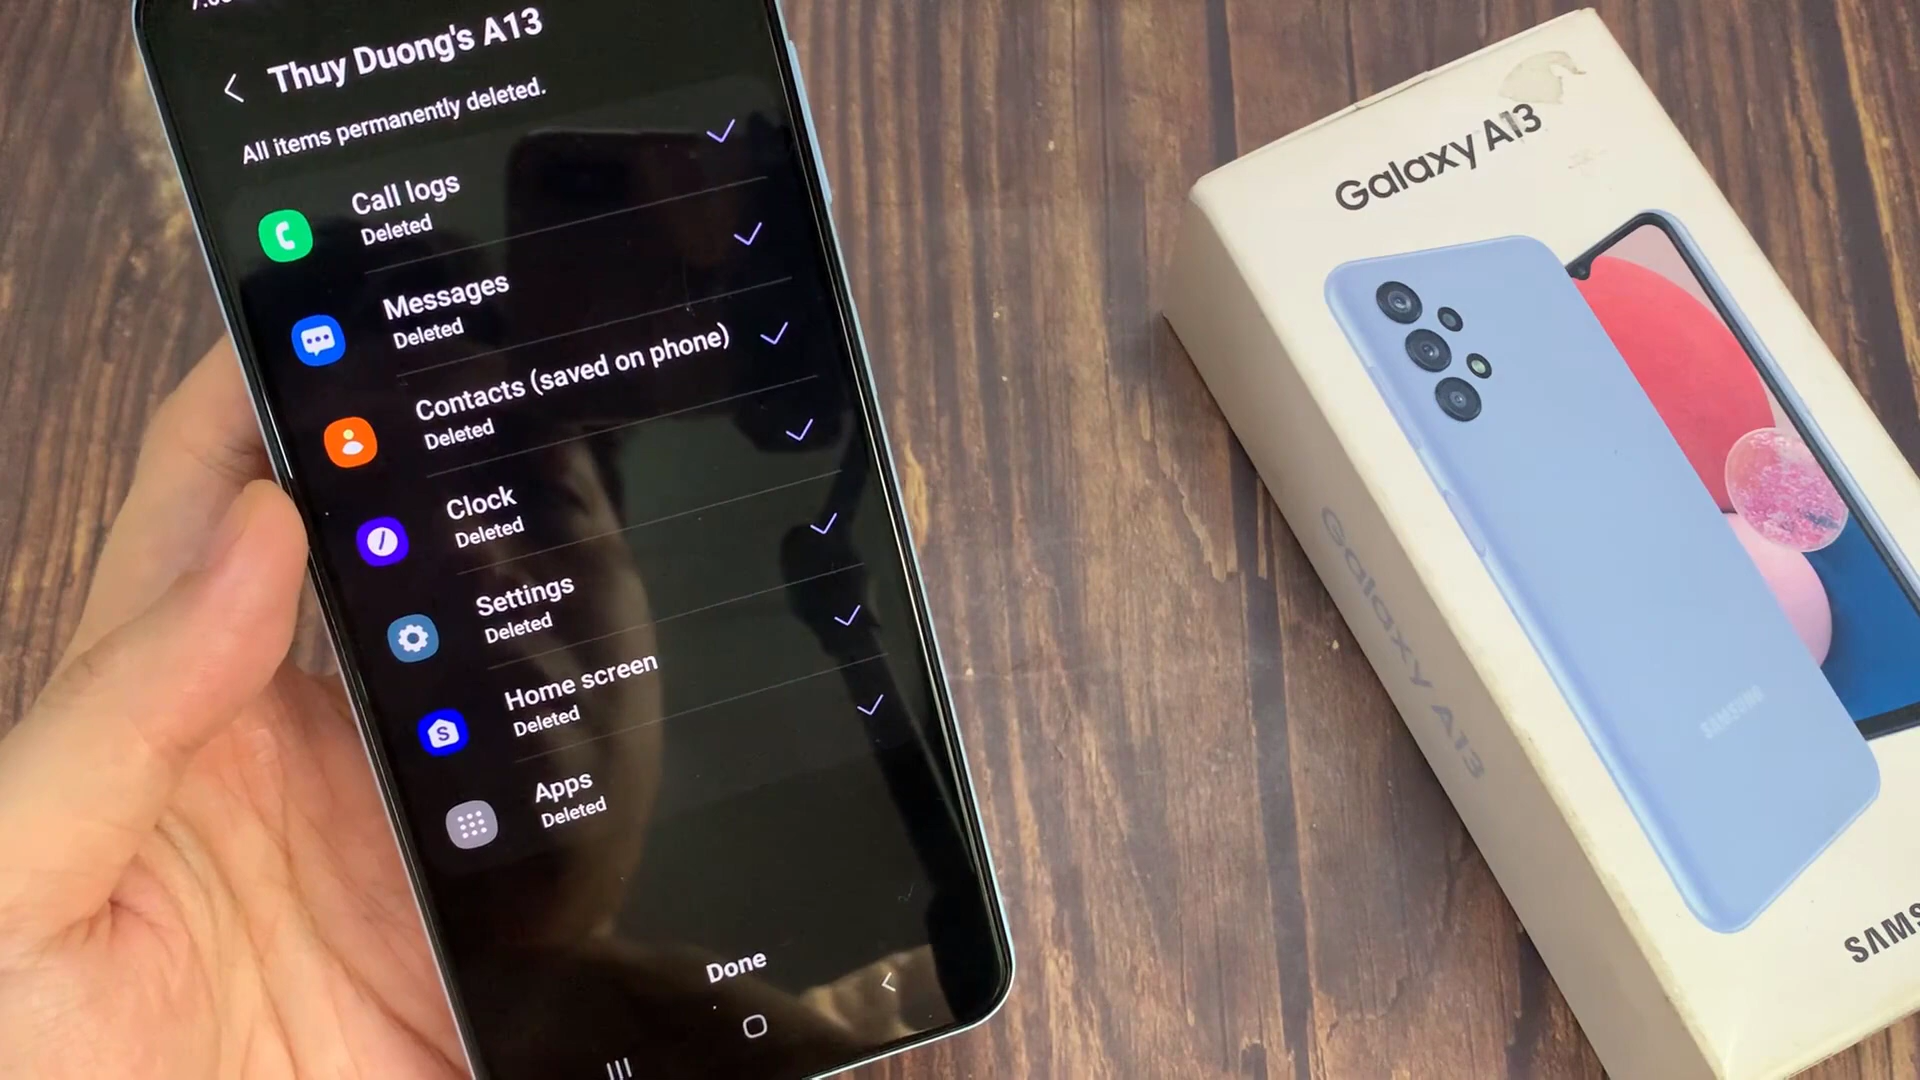 Thuy Duong's A13
All items permanently deleted.
Call logs
Deleted
Messages
Deleted
Contacts (saved on phone)
Deleted
Clock
Deleted
Settings
Deleted
Home screen
Deleted
Apps
Deleted
Done
Galaxy A13
SAMSUNG
Galaxy A13